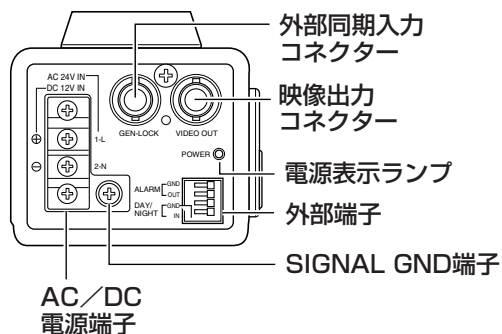 外部同期入力
コネクター
映像出力
コネクター
電源表示ランプ
外部端子
SIGNAL GND端子
AC／DC
電源端子
AC 24V IN
DC 12V IN
⊕
⊖
1-L
2-N
GEN-LOCK
VIDEO OUT
POWER
ALARM
GND
OUT
DAY/
NIGHT
GND
IN